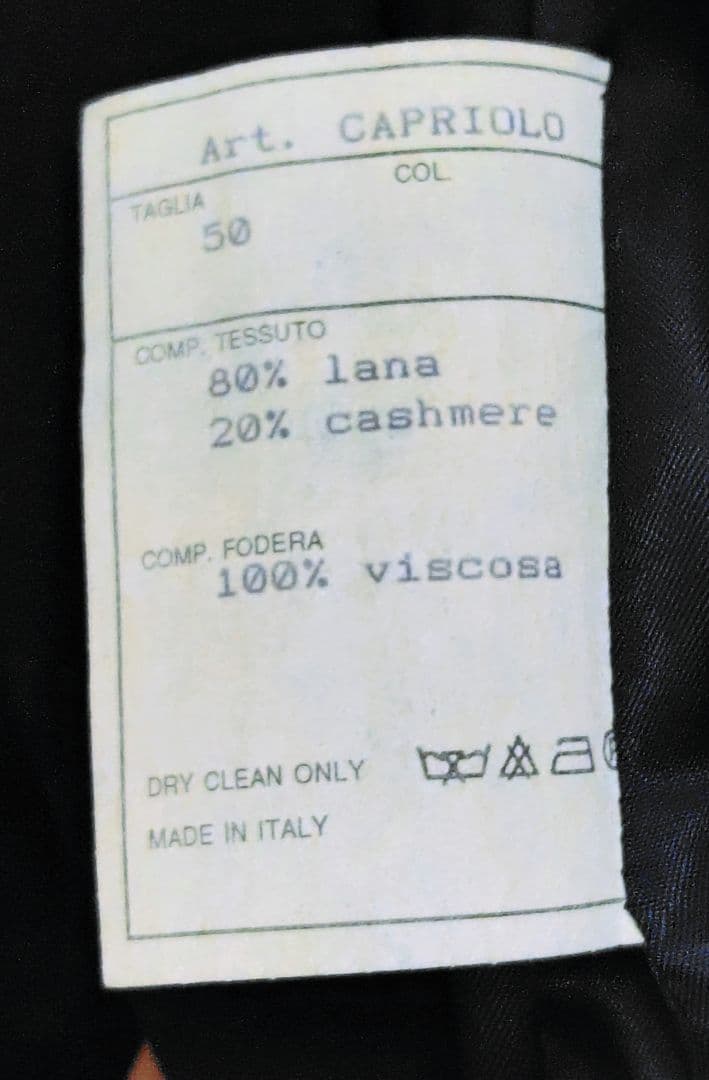 Art. CAPRIOLO
TAGLIA
COL.
50
COMP. TESSUTO
80% lana
20% cashmere
COMP. FODERA
100% viscosa
DRY CLEAN ONLY
MADE IN ITALY